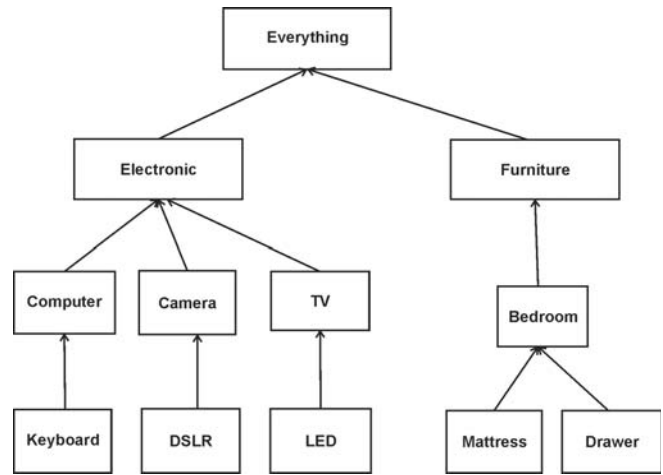 Everything
Electronic
Furniture
Computer
Camera
TV
Bedroom
Keyboard
DSLR
LED
Mattress
Drawer